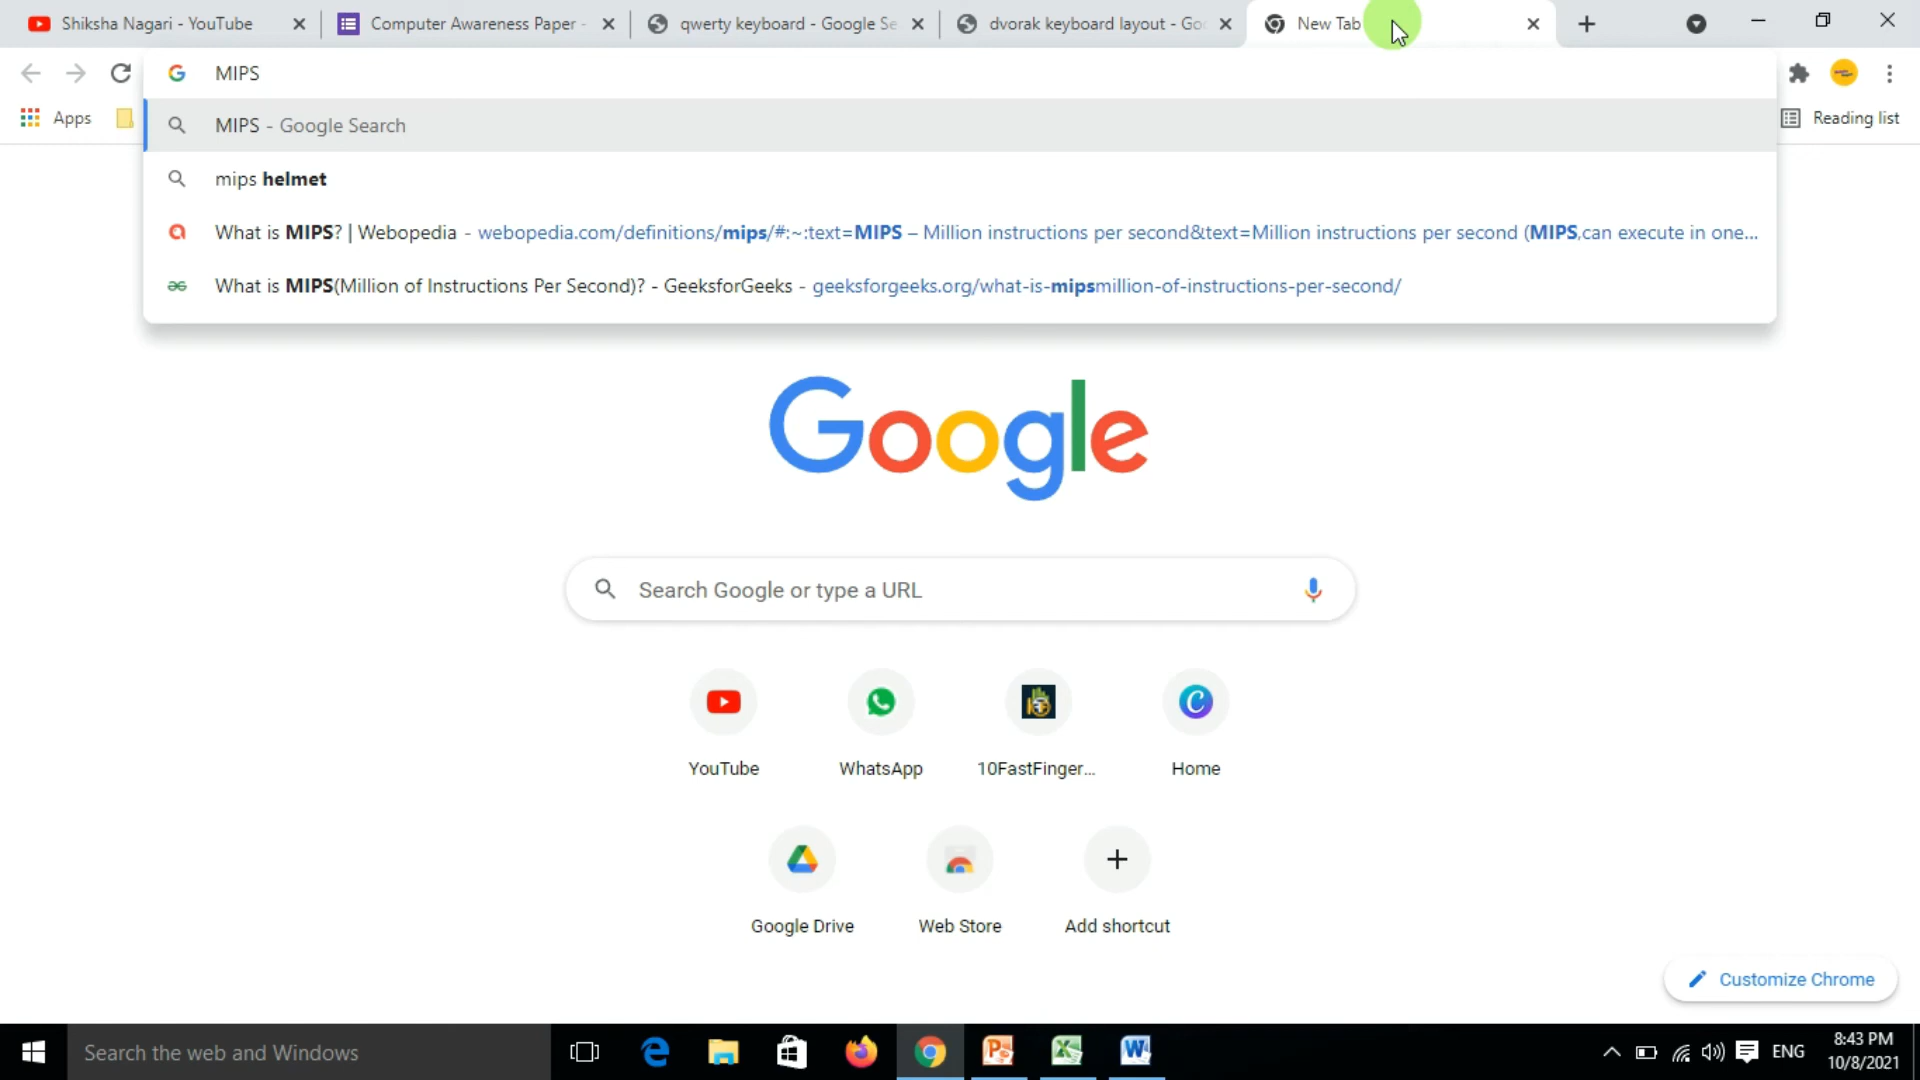 Shiksha Nagari - YouTube
Computer Awareness Paper -
qwerty keyboard - Google Se
dvorak keyboard layout - Goo
New Tab
MIPS
Apps
Reading list
MIPS - Google Search
mips helmet
What is MIPS? | Webopedia - webopedia.com/definitions/mips/#:~:text=MIPS – Million instructions per second&text=Million instructions per second (MIPS,can execute in one...
What is MIPS(Million of Instructions Per Second)? - GeeksforGeeks - geeksforgeeks.org/what-is-mipsmillion-of-instructions-per-second/
Google
Search Google or type a URL
YouTube
WhatsApp
10FastFinger...
Home
Google Drive
Web Store
Add shortcut
Customize Chrome
Search the web and Windows
ENG
8:43 PM
10/8/2021